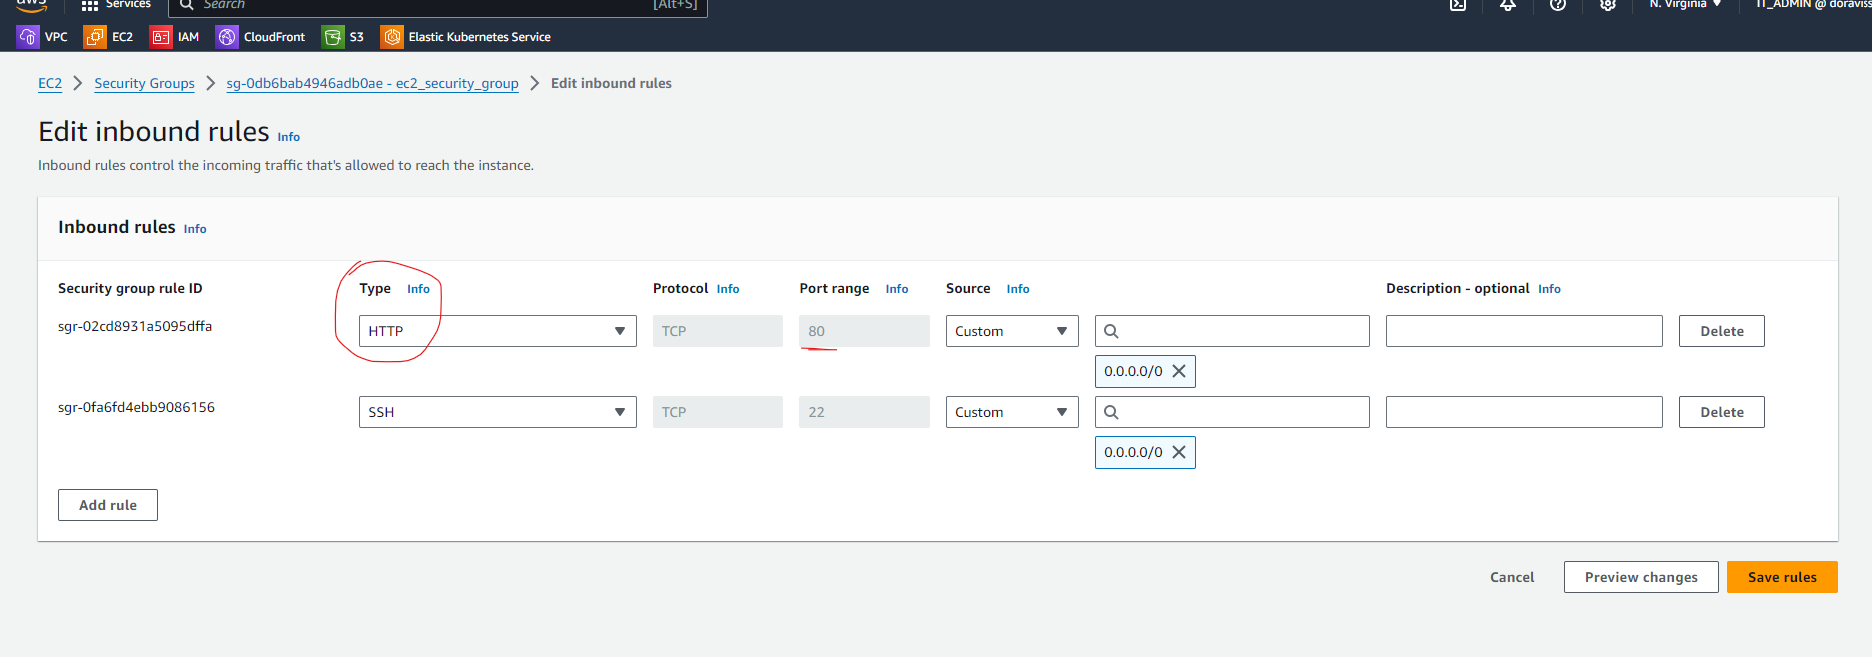 aws Services Search [Alt+S] N. Virginia IT_ADMIN @ doraviss
VPC EC2 IAM CloudFront S3 Elastic Kubernetes Service
EC2 Security Groups sg-0db6bab4946adb0ae - ec2_security_group Edit inbound rules
Edit inbound rules Info
Inbound rules control the incoming traffic that's allowed to reach the instance.
Inbound rules Info
Security group rule ID Type Info Protocol Info Port range Info Source Info Description - optional Info
sgr-02cd8931a5095dffa HTTP TCP 80 Custom Delete
0.0.0.0/0
sgr-0fa6fd4ebb9086156 SSH TCP 22 Custom Delete
0.0.0.0/0
Add rule
Cancel Preview changes Save rules